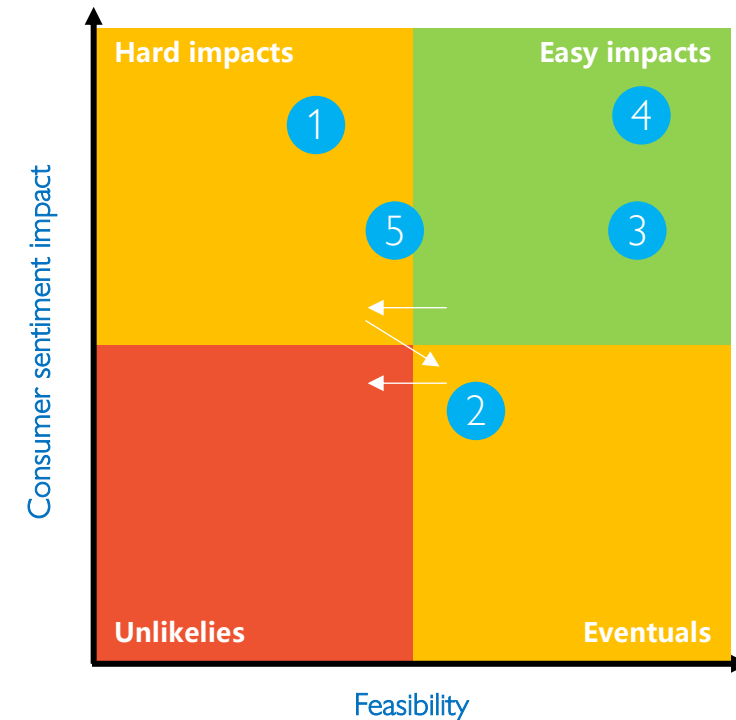 Hard impacts
Easy impacts
1
4
5
3
2
Unlikelies
Eventuals
Consumer sentiment impact
Feasibility